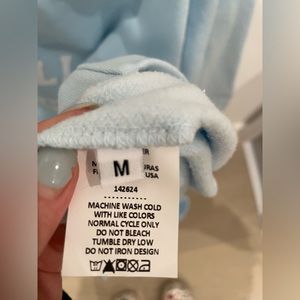 M
USA
142624
MACHINE WASH COLD
WITH LIKE COLORS
NORMAL CYCLE ONLY
DO NOT BLEACH
TUMBLE DRY LOW
DO NOT IRON DESIGN